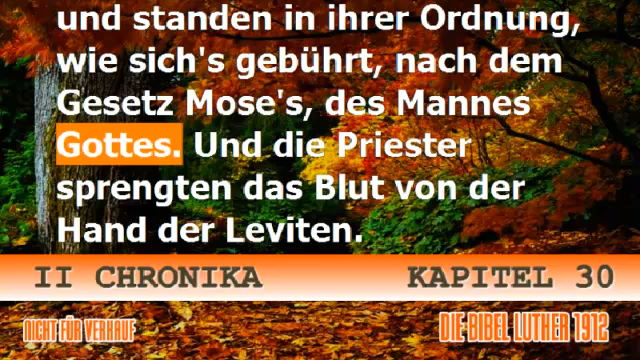 und standen in ihrer Ordnung,
wie sich's gebührt, nach dem
Gesetz Mose's, des Mannes
Gottes. Und die Priester
sprengten das Blut von der
Hand der Leviten.
II CHRONIKA KAPITEL 30
NICHT FÜR VERKAUF DIE BIBEL LUTHER 1912